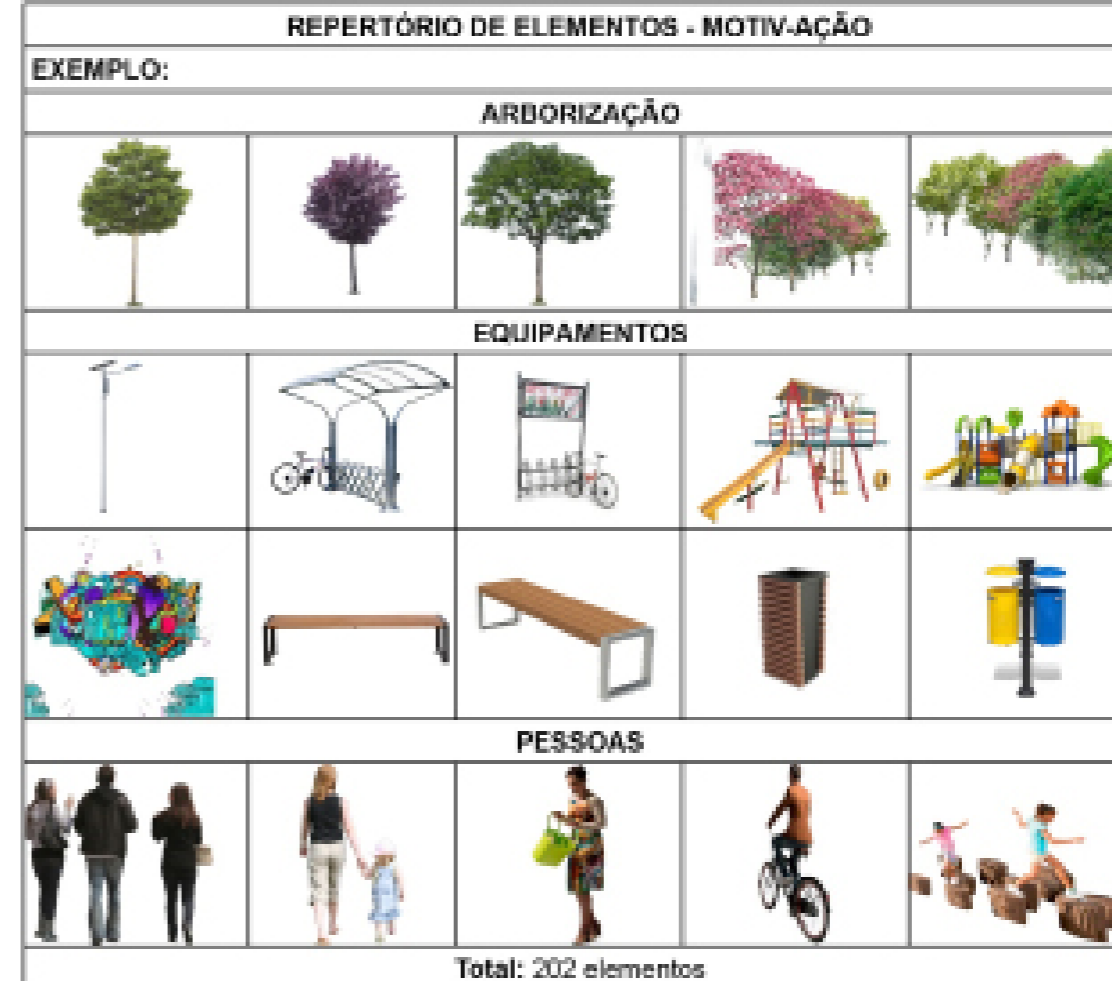 REPERTÓRIO DE ELEMENTOS - MOTIV-AÇÃO
EXEMPLO:
ARBORIZAÇÃO
EQUIPAMENTOS
PESSOAS
Total: 202 elementos